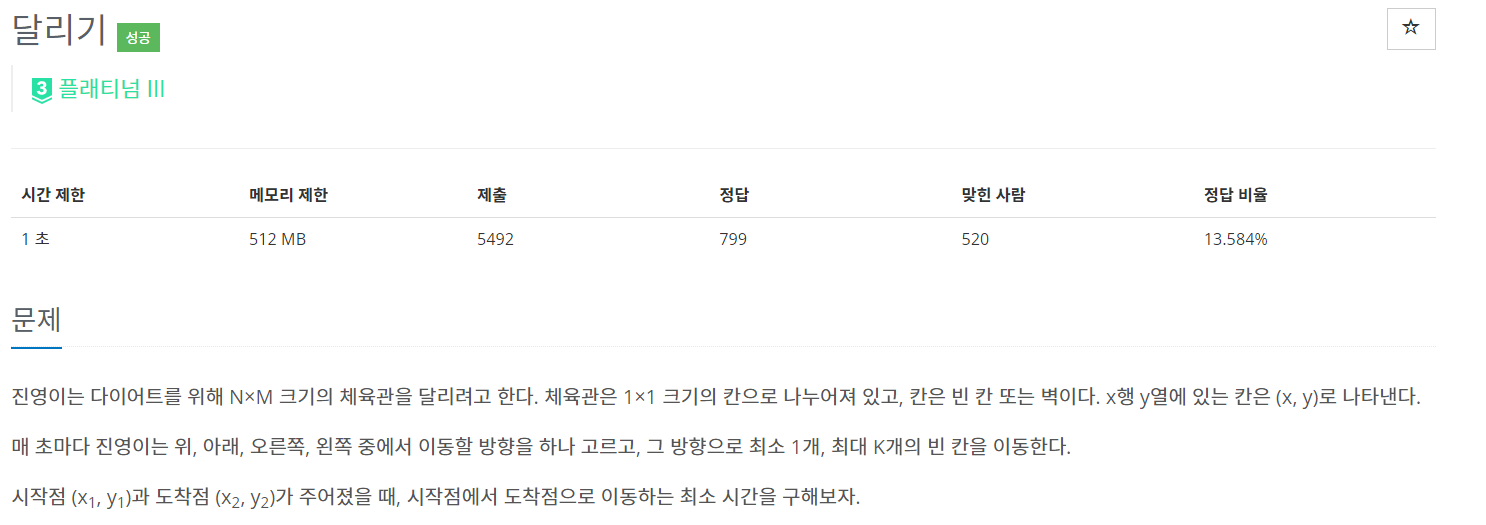 달리기 성공
☆
3 플래티넘 III
시간 제한 메모리 제한 제출 정답 맞힌 사람 정답 비율
1 초 512 MB 5492 799 520 13.584%
문제
진영이는 다이어트를 위해 N×M 크기의 체육관을 달리려고 한다. 체육관은 1×1 크기의 칸으로 나누어져 있고, 칸은 빈 칸 또는 벽이다. x행 y열에 있는 칸은 (x, y)로 나타낸다.
매 초마다 진영이는 위, 아래, 오른쪽, 왼쪽 중에서 이동할 방향을 하나 고르고, 그 방향으로 최소 1개, 최대 K개의 빈 칸을 이동한다.
시작점 (x₁, y₁)과 도착점 (x₂, y₂)가 주어졌을 때, 시작점에서 도착점으로 이동하는 최소 시간을 구해보자.